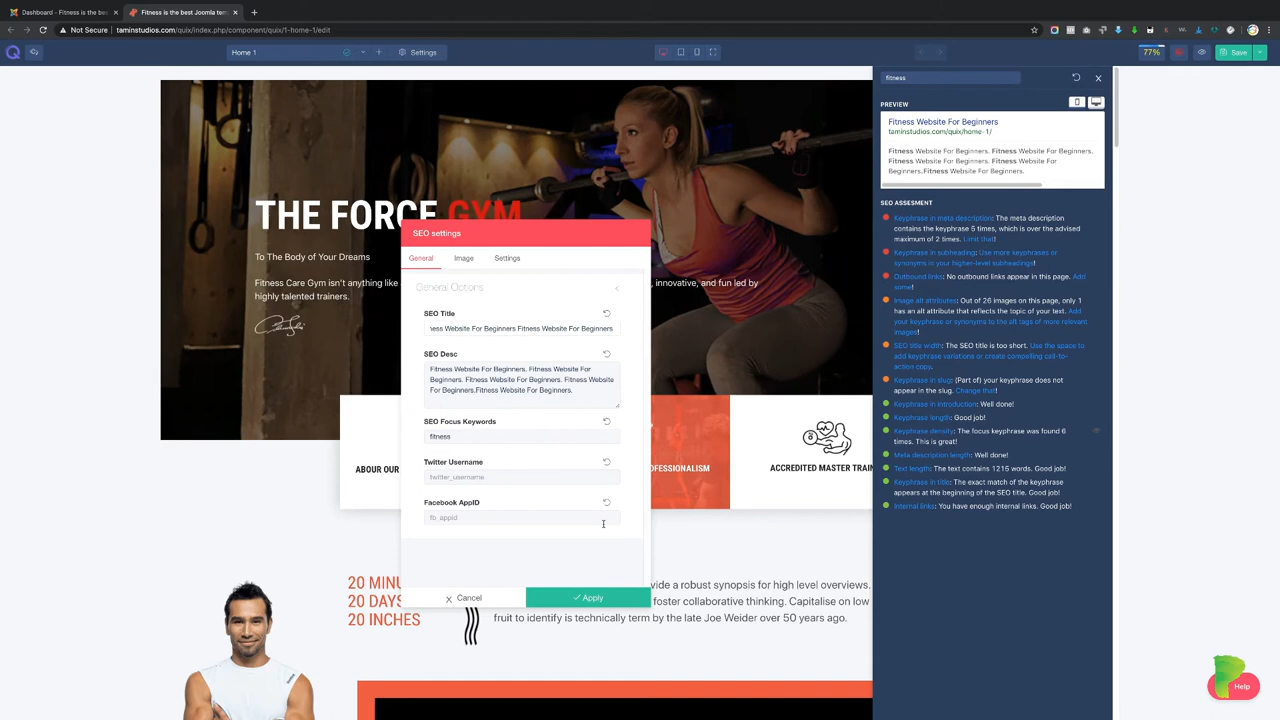 Dashboard - Fitness is the be
Fitness is the best Joomla tem
Not Secure | taminstudios.com/quix/index.php/component/quix/1-home-1/edit
Home 1
Settings
77%
Save
THE FORCE GYM
To The Body of Your Dreams
Fitness Care Gym isn't anything like
, innovative, and fun led by
highly talented trainers.
ABOUR OUR
PROFESSIONALISM
ACCREDITED MASTER TRAIN
20 MINU
20 DAYS
20 INCHES
vide a robust synopsis for high level overviews.
foster collaborative thinking. Capitalise on low
fruit to identify is technically term by the late Joe Weider over 50 years ago.
SEO settings
General
Image
Settings
General Options
SEO Title
ness Website For Beginners Fitness Website For Beginners
SEO Desc
Fitness Website For Beginners. Fitness Website For
Beginners. Fitness Website For Beginners. Fitness Website
For Beginners.Fitness Website For Beginners.
SEO Focus Keywords
fitness
Twitter Username
twitter_username
Facebook AppID
fb_appid
Cancel
Apply
fitness
PREVIEW
Fitness Website For Beginners
taminstudios.com/quix/home-1/
Fitness Website For Beginners. Fitness Website For Beginners.
Fitness Website For Beginners. Fitness Website For
Beginners.Fitness Website For Beginners.
SEO ASSESMENT
Keyphrase in meta description: The meta description
contains the keyphrase 5 times, which is over the advised
maximum of 2 times. Limit that!
Keyphrase in subheading: Use more keyphrases or
synonyms in your higher-level subheadings!
Outbound links: No outbound links appear in this page. Add
some!
Image alt attributes: Out of 26 images on this page, only 1
has an alt attribute that reflects the topic of your text. Add
your keyphrase or synonyms to the alt tags of more relevant
images!
SEO title width: The SEO title is too short. Use the space to
add keyphrase variations or create compelling call-to-
action copy.
Keyphrase in slug: (Part of) your keyphrase does not
appear in the slug. Change that!
Keyphrase in introduction: Well done!
Keyphrase length: Good job!
Keyphrase density: The focus keyphrase was found 6
times. This is great!
Meta description length: Well done!
Text length: The text contains 1215 words. Good job!
Keyphrase in title: The exact match of the keyphrase
appears at the beginning of the SEO title. Good job!
Internal links: You have enough internal links. Good job!
Help